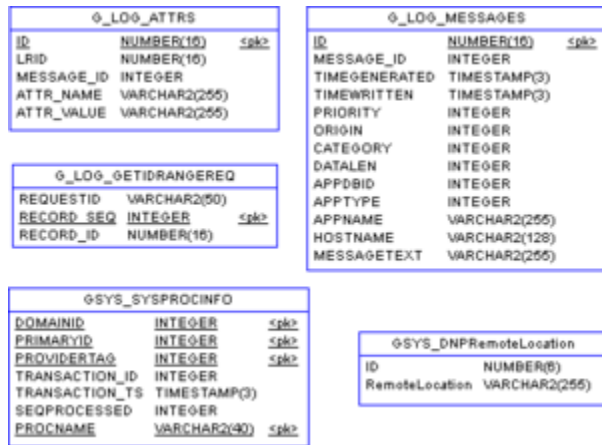 G_LOG_ATTRS
ID NUMBER(16) <pk>
LRID NUMBER(16)
MESSAGE_ID INTEGER
ATTR_NAME VARCHAR2(255)
ATTR_VALUE VARCHAR2(255)
G_LOG_MESSAGES
ID NUMBER(16) <pk>
MESSAGE_ID INTEGER
TIMEGENERATED TIMESTAMP(3)
TIMEWRITTEN TIMESTAMP(3)
PRIORITY INTEGER
ORIGIN INTEGER
CATEGORY INTEGER
DATALEN INTEGER
APPDBID INTEGER
APPTYPE INTEGER
APPNAME VARCHAR2(255)
HOSTNAME VARCHAR2(128)
MESSAGETEXT VARCHAR2(255)
G_LOG_GETIDRANGEREQ
REQUESTID VARCHAR2(50)
RECORD_SEQ INTEGER <pk>
RECORD_ID NUMBER(16)
GSYS_SYSPROCINFO
DOMAINID INTEGER <pk>
PRIMARYID INTEGER <pk>
PROVIDERTAG INTEGER <pk>
TRANSACTION_ID INTEGER
TRANSACTION_TS TIMESTAMP(3)
SEQPROCESSED INTEGER
PROCNAME VARCHAR2(40) <pk>
GSYS_DNPRemoteLocation
ID NUMBER(6)
RemoteLocation VARCHAR2(255)